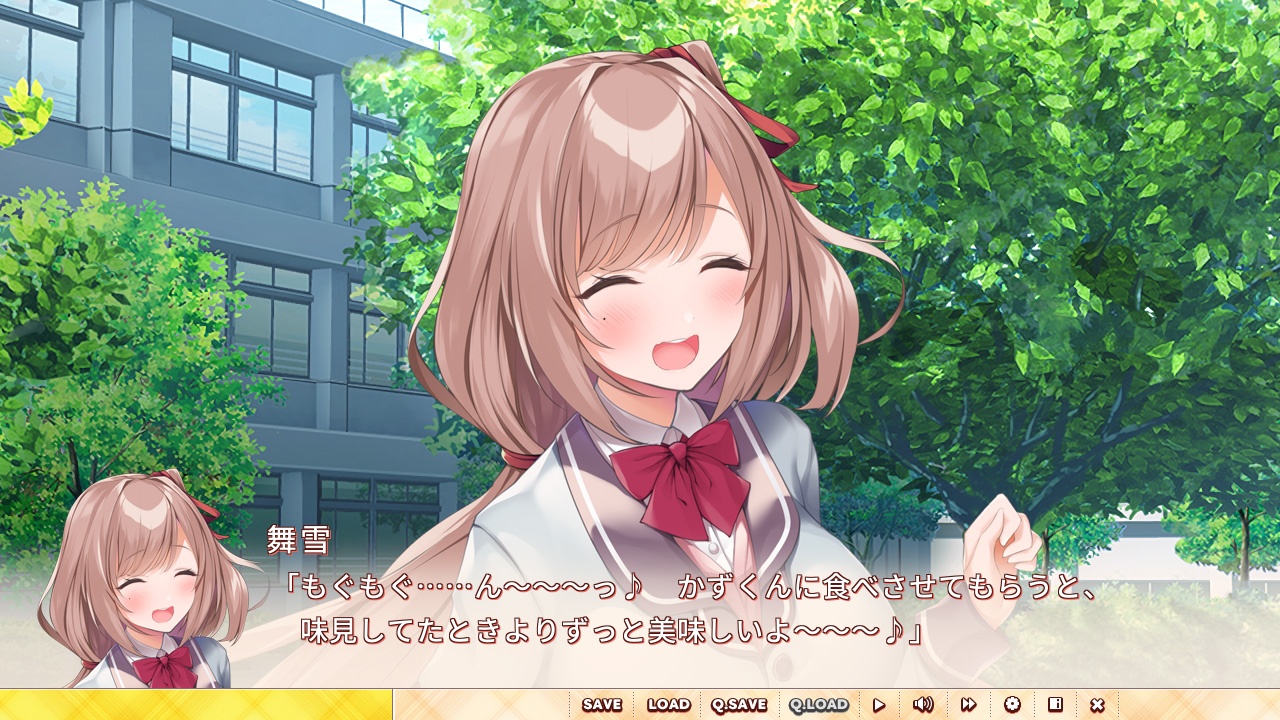 舞雪
「もぐもぐ……ん～～～っ♪　かずくんに食べさせてもらうと、
味見してたときよりずっと美味しいよ～～～♪」
SAVE LOAD Q.SAVE Q.LOAD